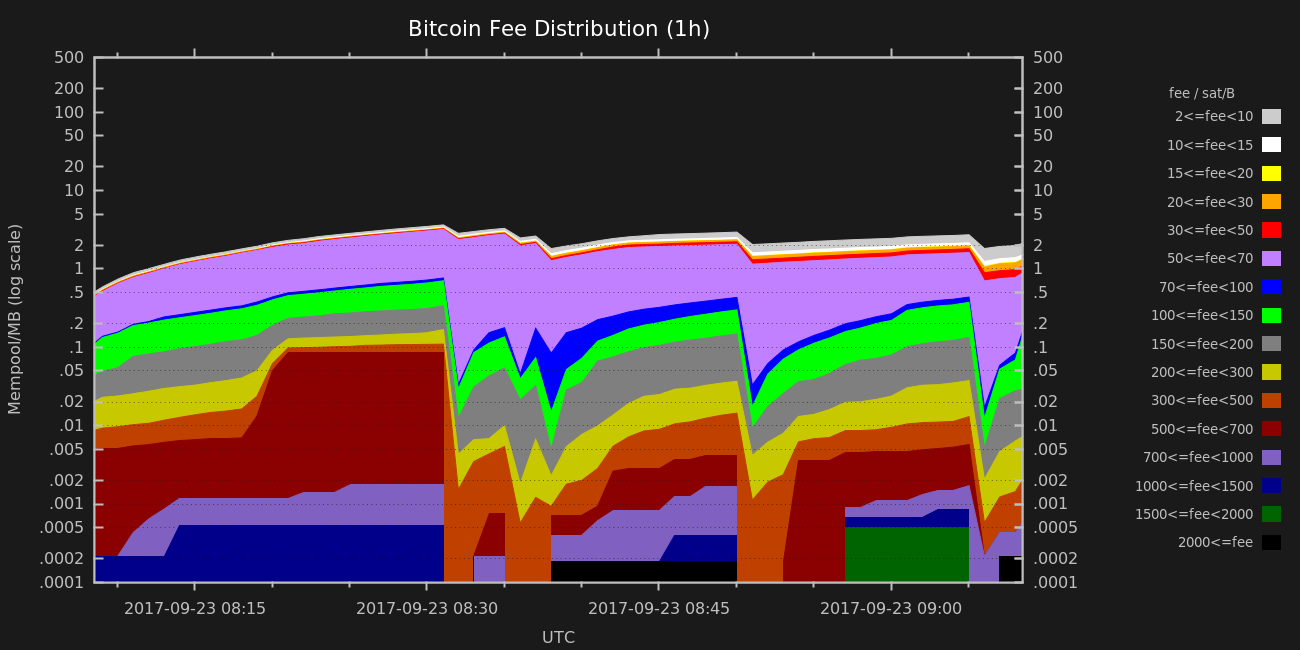 Bitcoin Fee Distribution (1h)
Mempool/MB (log scale)
500
200
100
50
20
10
5
2
1
.5
.2
.1
.05
.02
.01
.005
.002
.001
.0005
.0002
.0001
500
200
100
50
20
10
5
2
1
.5
.2
.1
.05
.02
.01
.005
.002
.001
.0005
.0002
.0001
2017-09-23 08:15
2017-09-23 08:30
2017-09-23 08:45
2017-09-23 09:00
UTC
fee / sat/B
2<=fee<10
10<=fee<15
15<=fee<20
20<=fee<30
30<=fee<50
50<=fee<70
70<=fee<100
100<=fee<150
150<=fee<200
200<=fee<300
300<=fee<500
500<=fee<700
700<=fee<1000
1000<=fee<1500
1500<=fee<2000
2000<=fee